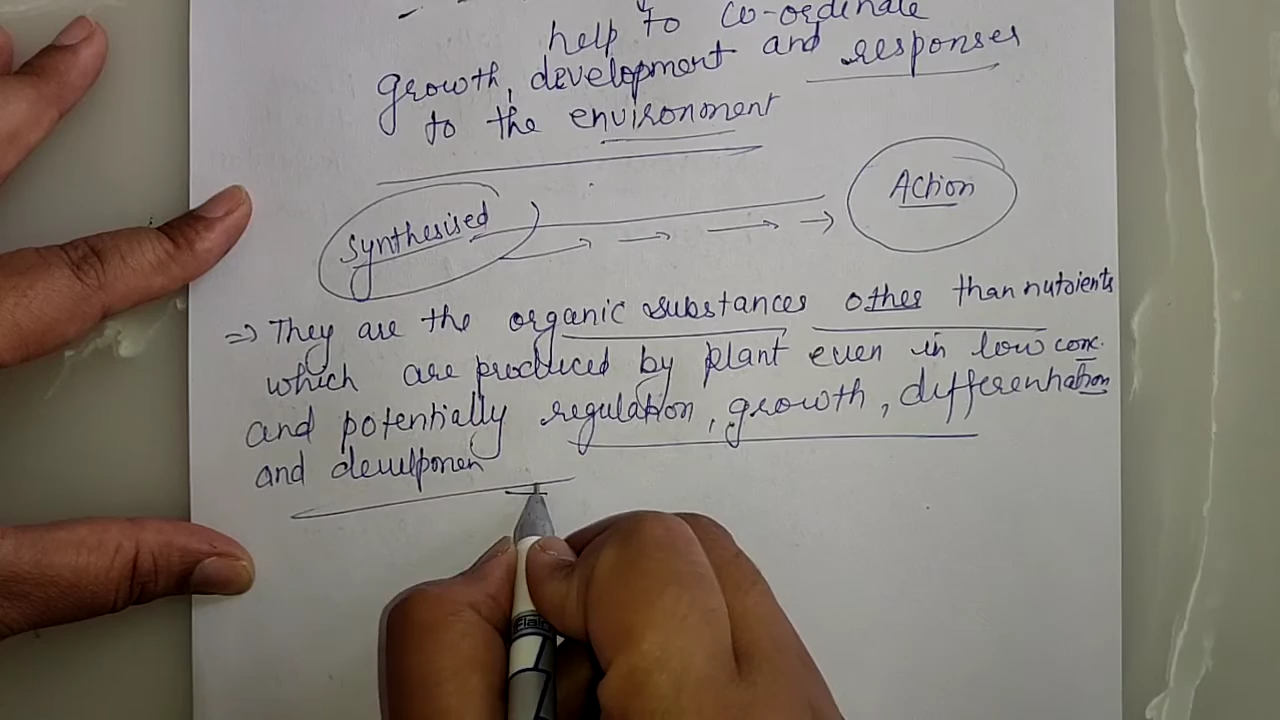 help to co-ordinate
growth, development and responses
to the environment
Synthesised
Action
=> They are the organic substances other than nutrients
which are produced by plant even in low conc.
and potentially regulation, growth, differentiation
and develponen